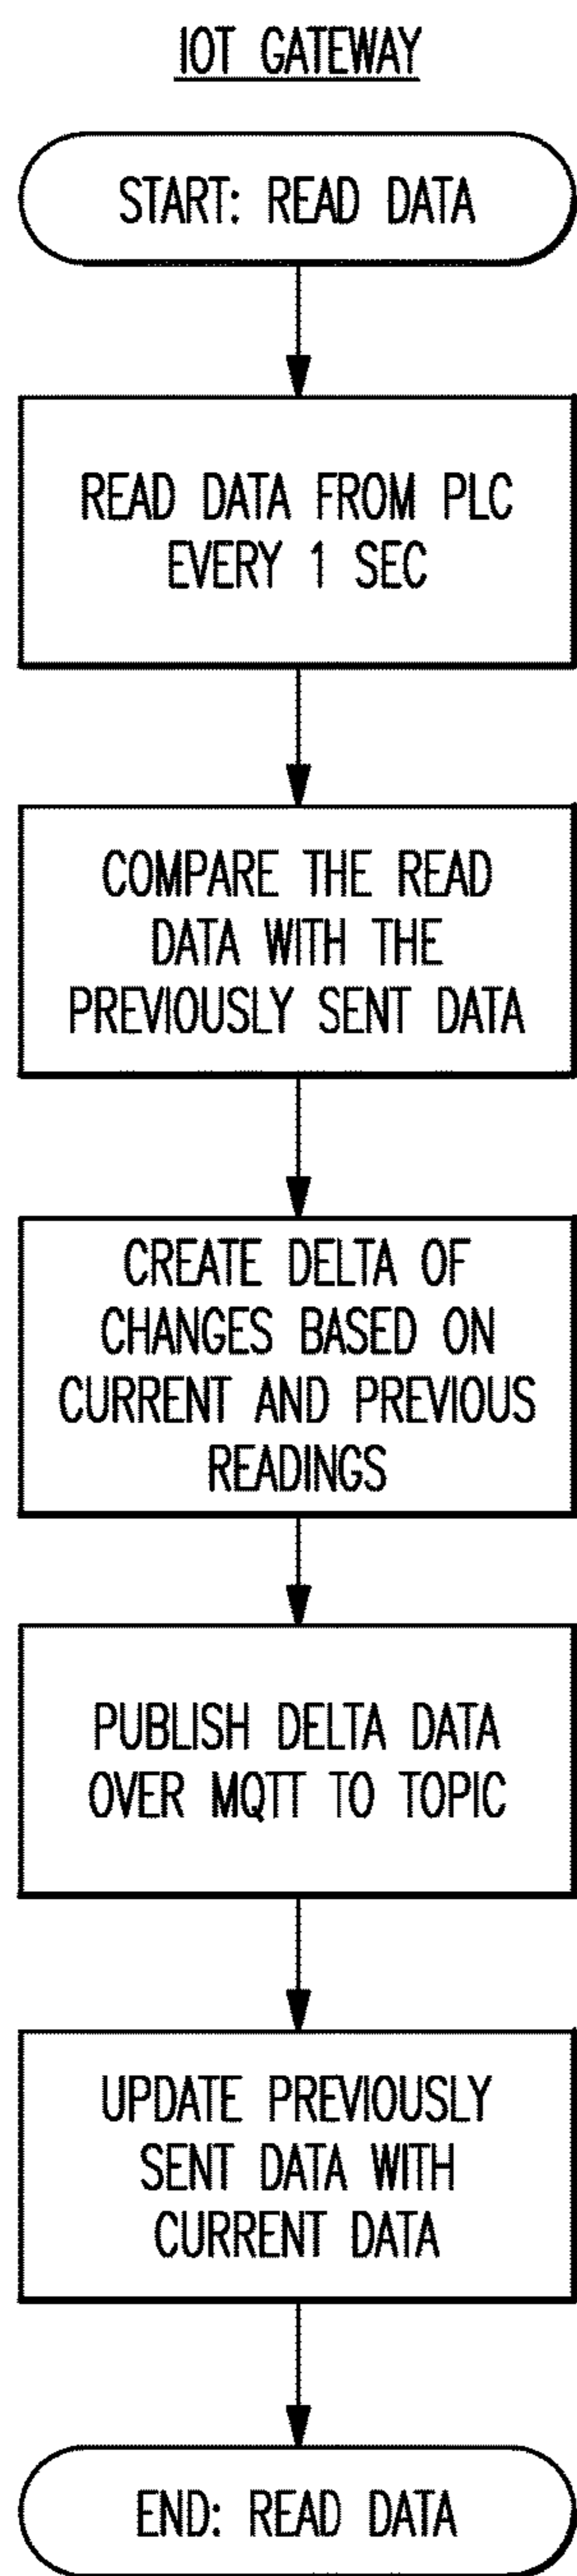 IOT GATEWAY
START: READ DATA
READ DATA FROM PLC
EVERY 1 SEC
COMPARE THE READ
DATA WITH THE
PREVIOUSLY SENT DATA
CREATE DELTA OF
CHANGES BASED ON
CURRENT AND PREVIOUS
READINGS
PUBLISH DELTA DATA
OVER MQTT TO TOPIC
UPDATE PREVIOUSLY
SENT DATA WITH
CURRENT DATA
END: READ DATA